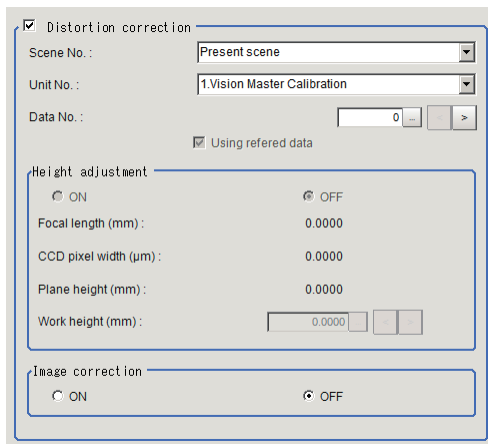 Distortion correction
Scene No. : Present scene
Unit No. : 1.Vision Master Calibration
Data No. : 0 ... < >
Using refered data
Height adjustment
ON OFF
Focal length (mm) : 0.0000
CCD pixel width (μm) : 0.0000
Plane height (mm) : 0.0000
Work height (mm) : 0.0000 < >
Image correction
ON OFF